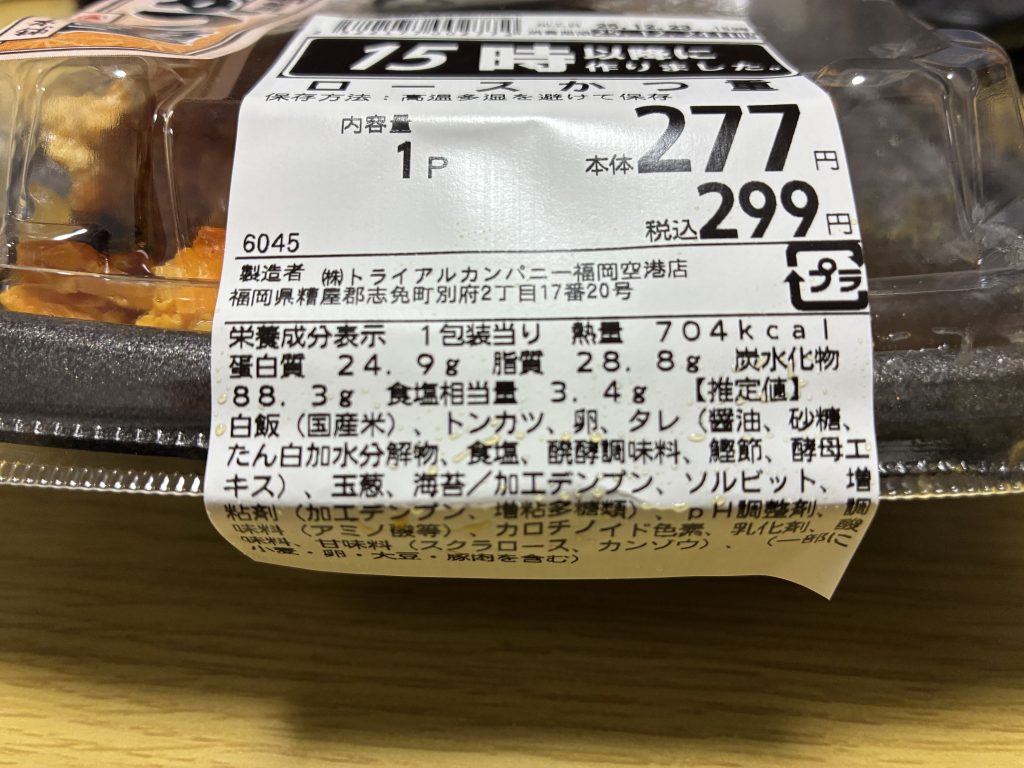 15時以降に作りました。
ロースかつ重
保存方法:高温多湿を避けて保存
内容量
1P
本体277円
税込299円
6045
製造者 ㈱トライアルカンパニー福岡空港店
福岡県糟屋郡志免町別府2丁目17番20号
プラ
栄養成分表示 1包装当り 熱量 704kcal
蛋白質 24.9g 脂質 28.8g 炭水化物
88.3g 食塩相当量 3.4g 【推定値】
白飯(国産米)、トンカツ、卵、タレ(醤油、砂糖、
たん白加水分解物、食塩、醗酵調味料、鰹節、酵母エ
キス)、玉葱、海苔/加工デンプン、ソルビット、増
粘剤(加工デンプン、増粘多糖類)、pH調整剤、調
味料(アミノ酸等)、カロチノイド色素、乳化剤、酸
味料、甘味料(スクラロース、カンゾウ)、(一部に
小麦・卵・大豆・豚肉を含む)